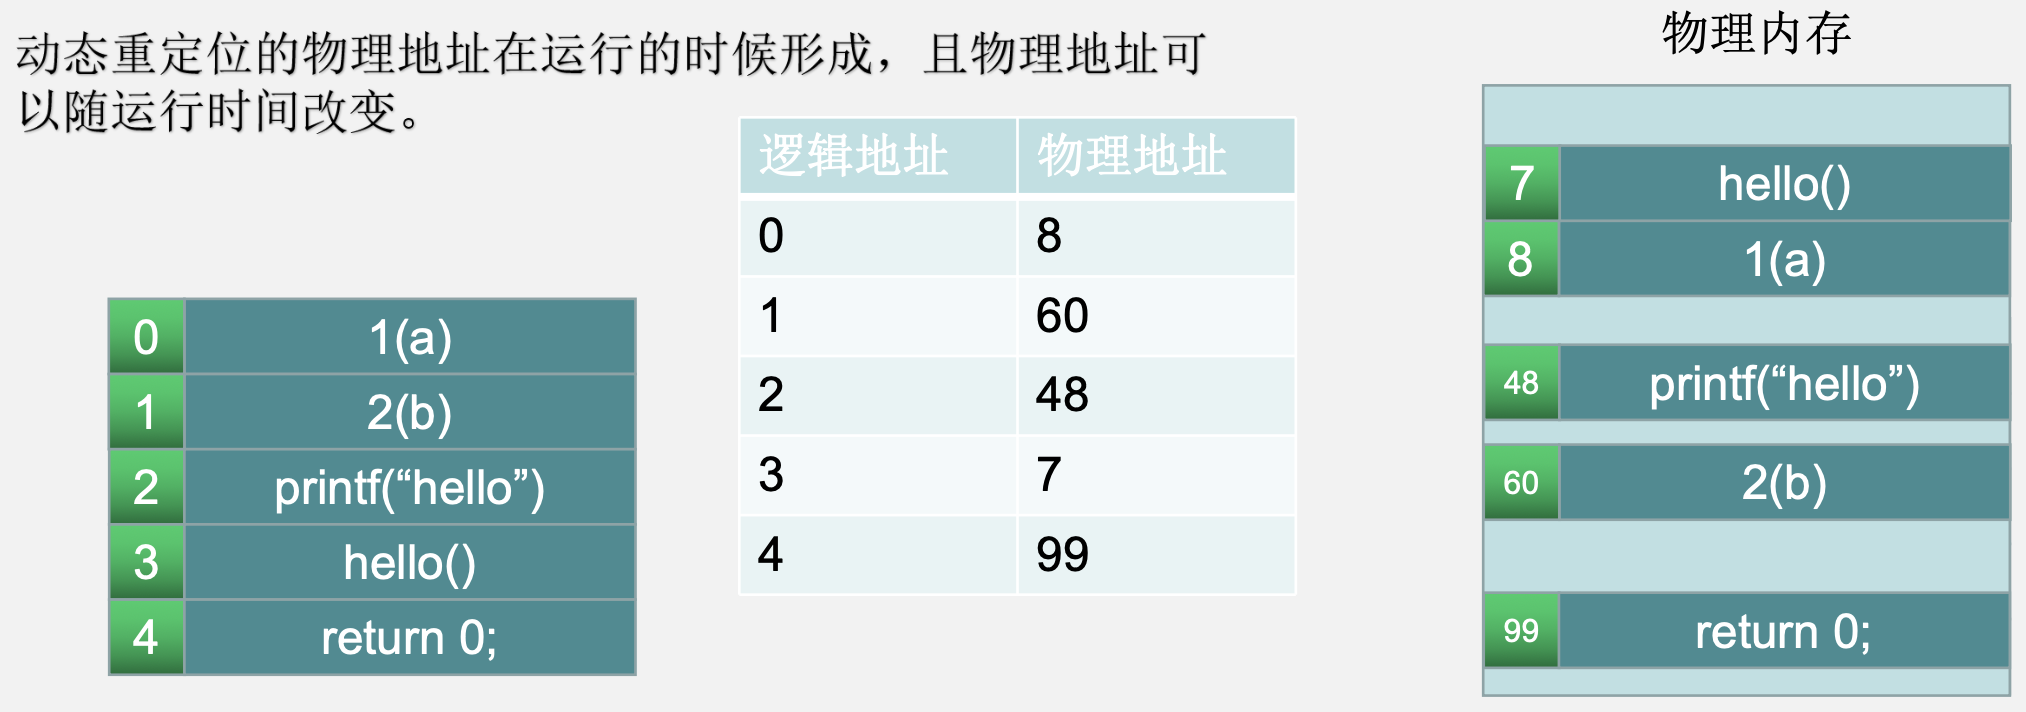 动态重定位的物理地址在运行的时候形成，且物理地址可
以随运行时间改变。
0 1(a)
1 2(b)
2 printf(“hello”)
3 hello()
4 return 0;
逻辑地址 物理地址
0 8
1 60
2 48
3 7
4 99
物理内存
7 hello()
8 1(a)
48 printf(“hello”)
60 2(b)
99 return 0;